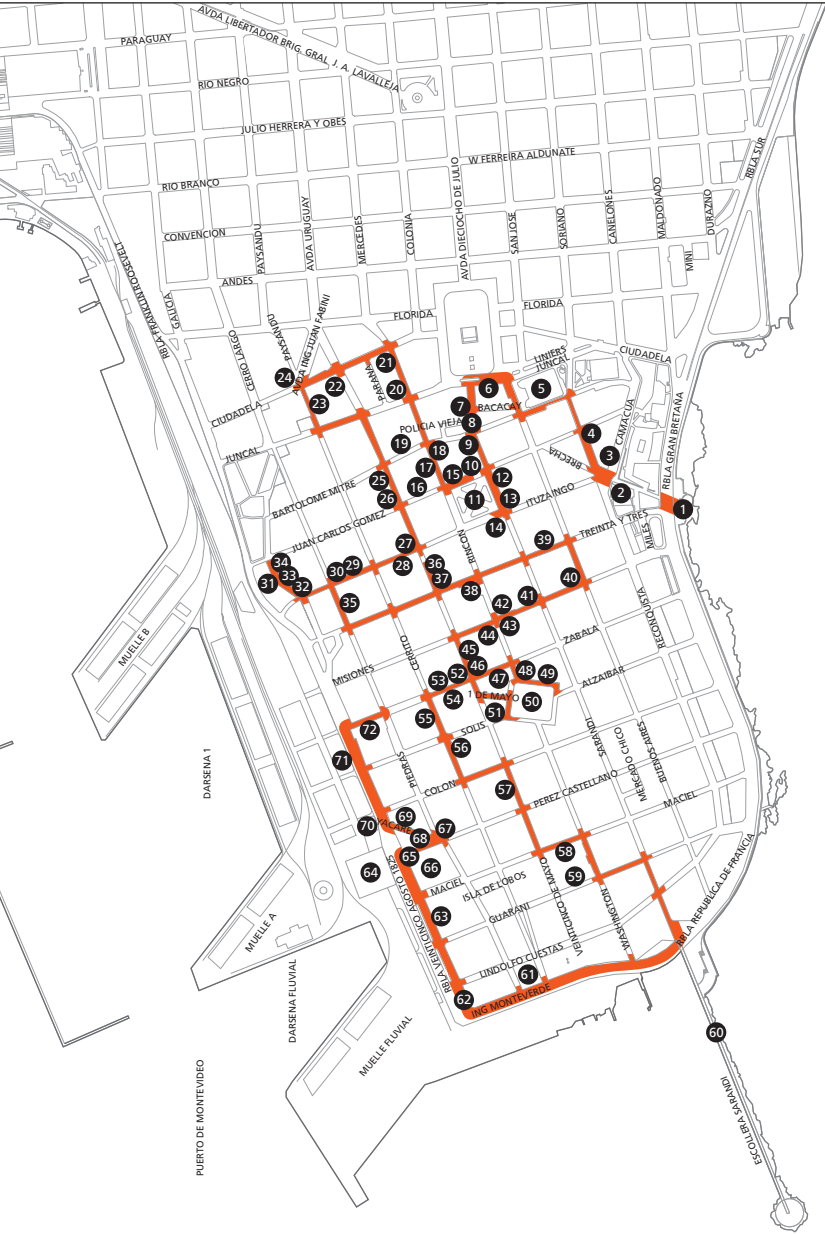 AVDA LIBERTADOR BRIG. GRAL J. A. LAVALLEJA
PARAGUAY
RIO NEGRO
JULIO HERRERA Y OBES
W FERREIRA ALDUNATE
RBLA SUR
RIO BRANCO
AVDA DIECIOCHO DE JULIO
CONVENCION
PAYSANDU
AVDA URUGUAY
MERCEDES
COLONIA
SAN JOSE
SORIANO
CANELONES
MALDONADO
DURAZNO
MINI
RBLA FRANKLIN ROOSEVELT
GALICIA
ANDES
FLORIDA
FLORIDA
CERRO LARGO
PAYSANDU
AVDA ING JUAN FABINI
LINIERS
JUNCAL
CIUDADELA
24
22
23
21
PARANA
20
6
5
7
BACACAY
CIUDADELA
POLICIA VIEJA
8
4
CAMACUA
RBLA GRAN BRETAÑA
JUNCAL
19
18
9
3
BRECHA
BARTOLOME MITRE
25
17
15
10
12
2
26
16
11
13
ITUZAINGO
1
JUAN CARLOS GOMEZ
14
TREINTA Y TRES
MILES
27
RINCON
39
34
33
31
32
30
29
28
36
37
40
35
38
42
41
RECONQUISTA
MUELLE B
44
43
ZABALA
MISIONES
CERRITO
45
46
52
53
47
48
49
ALZAIBAR
54
1 DE MAYO
50
51
55
72
SOLIS
71
56
SARANDI
MERCADO CHICO
BUENOS AIRES
DARSENA 1
PIEDRAS
COLON
57
PEREZ CASTELLANO
MACIEL
69
70
YACARE
68
67
65
66
64
58
59
MACIEL
ISLA DE LOBOS
GUARANI
63
RBLA VEINTICINCO AGOSTO 1825
VEINTICINCO DE MAYO
WASHINGTON
RBLA REPUBLICA DE FRANCIA
MUELLE A
LINDOLFO CUESTAS
61
62
ING MONTEVERDE
DARSENA FLUVIAL
MUELLE FLUVIAL
60
PUERTO DE MONTEVIDEO
ESCOLLERA SARANDI